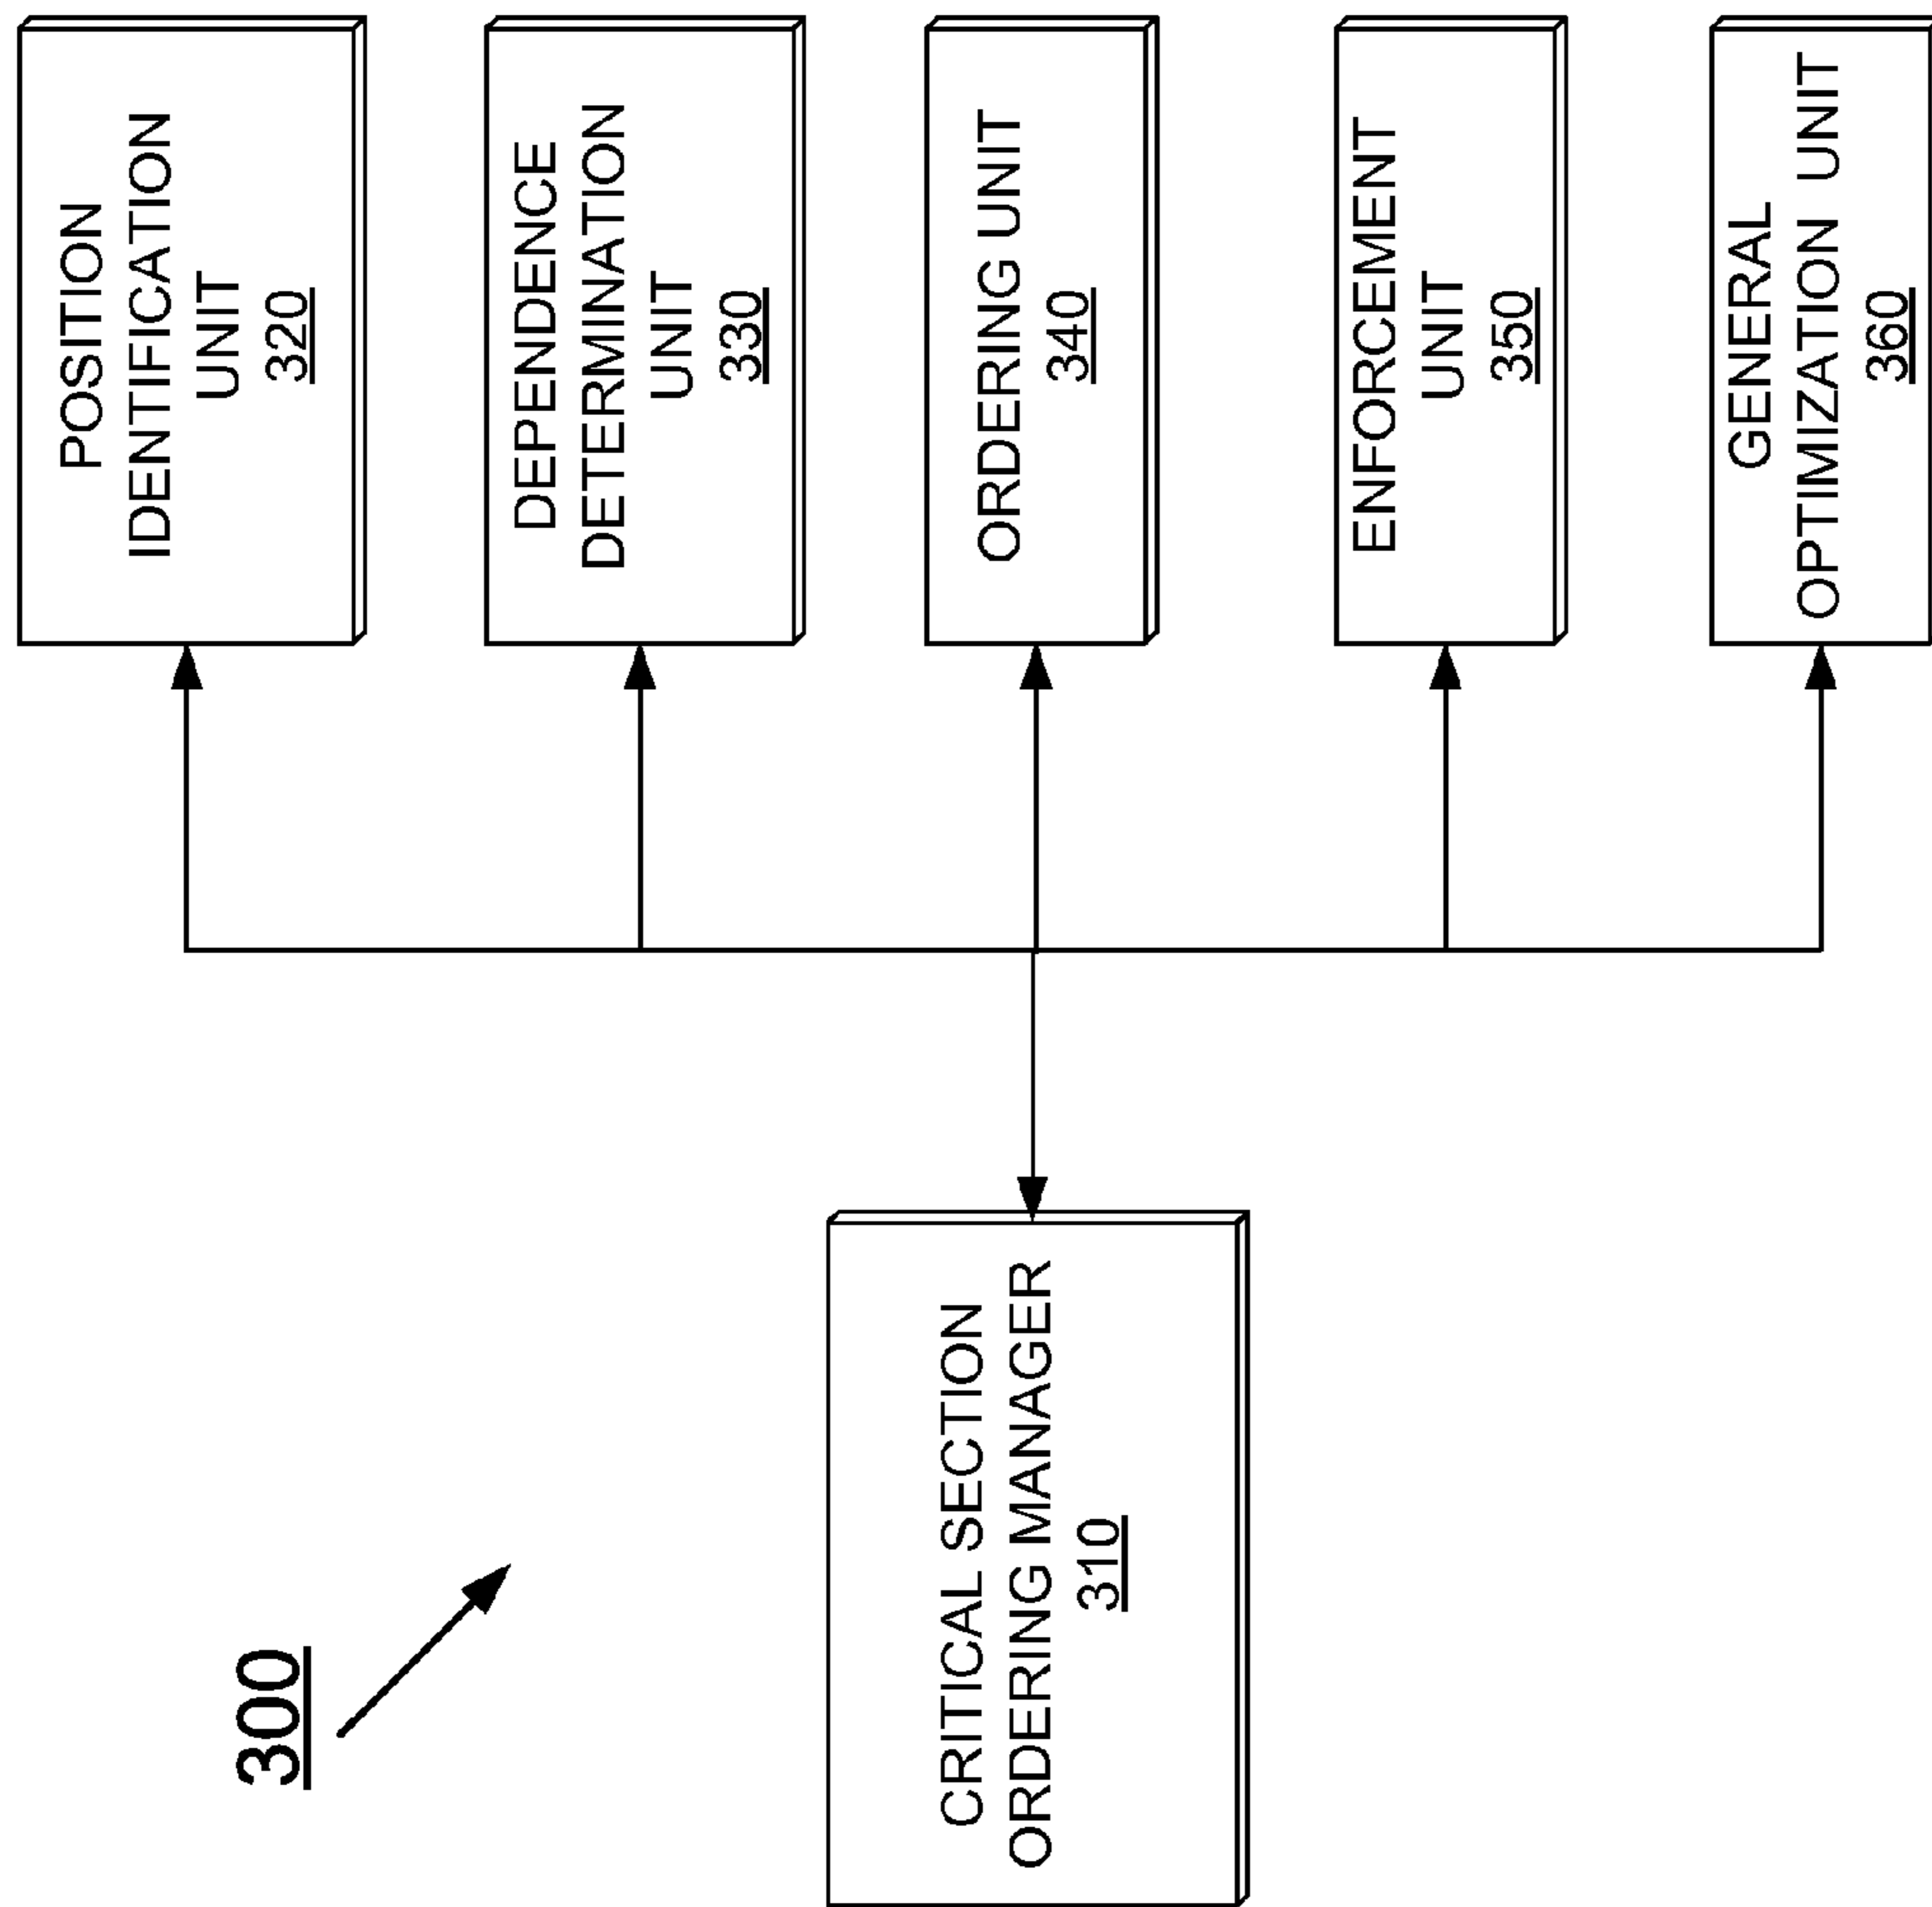 300
CRITICAL SECTION
ORDERING MANAGER
310
POSITION
IDENTIFICATION
UNIT
320
DEPENDENCE
DETERMINATION
UNIT
330
ORDERING UNIT
340
ENFORCEMENT
UNIT
350
GENERAL
OPTIMIZATION UNIT
360